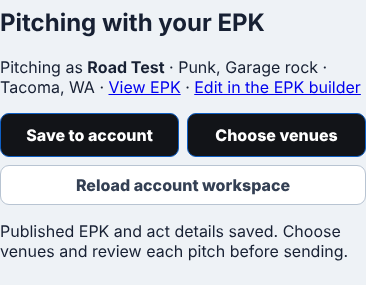 Pitching with your EPK
Pitching as Road Test · Punk, Garage rock ·
Tacoma, WA · View EPK · Edit in the EPK builder
Save to account
Choose venues
Reload account workspace
Published EPK and act details saved. Choose
venues and review each pitch before sending.